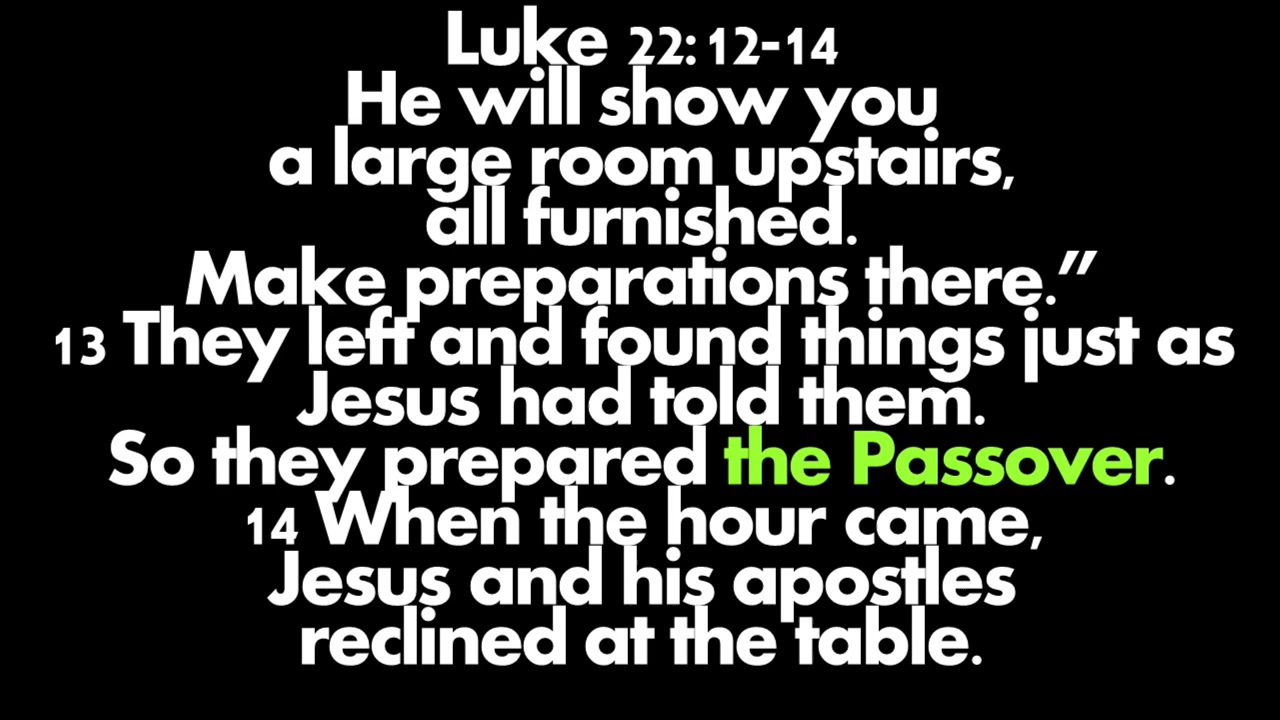 Luke 22:12-14
He will show you
a large room upstairs,
all furnished.
Make preparations there.”
13 They left and found things just as
Jesus had told them.
So they prepared the Passover.
14 When the hour came,
Jesus and his apostles
reclined at the table.